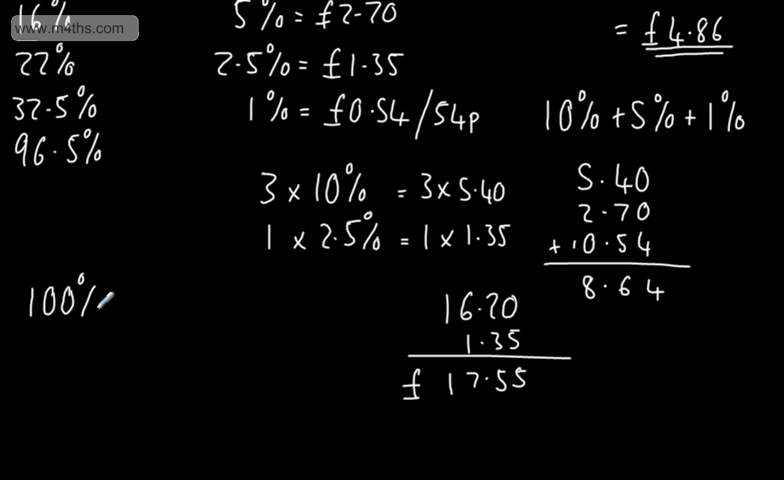 16%
www.m4ths.com
22%
32.5%
96.5%
100%
5% = £2.70
2.5% = £1.35
1% = £0.54/54p
3 x 10% = 3 x 5.40
1 x 2.5% = 1 x 1.35
16.20
1.35
£ 17.55
= £4.86
10% + 5% + 1%
5.40
2.70
+ 0.54
8.64